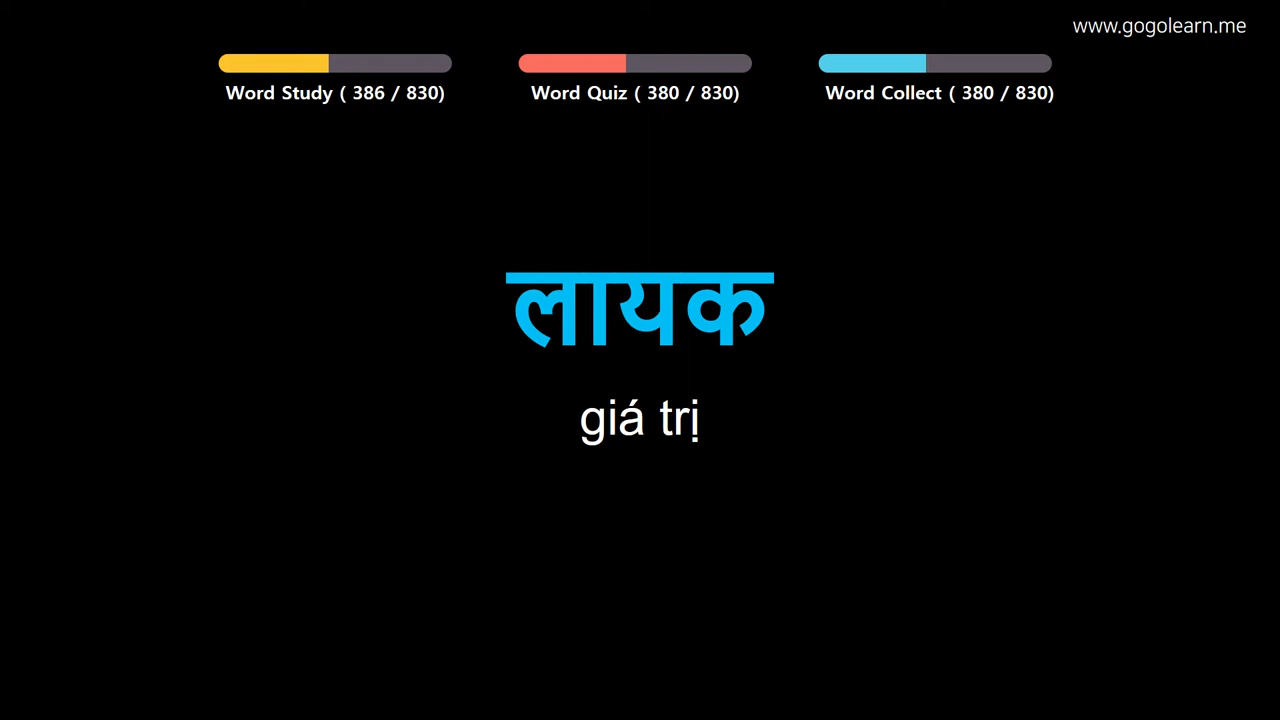 www.gogolearn.me
Word Study ( 386 / 830)
Word Quiz ( 380 / 830)
Word Collect ( 380 / 830)
लायक
giá trị